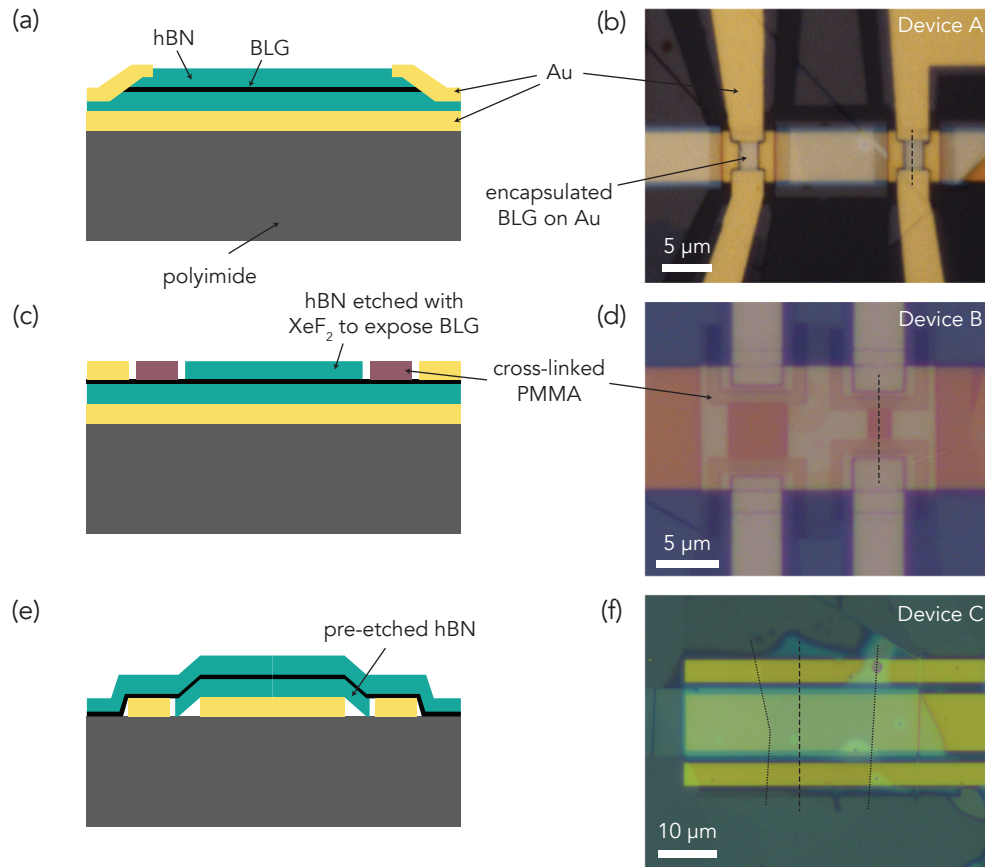 (a)
hBN
BLG
Au
polyimide
(b)
Device A
encapsulated
BLG on Au
5 µm
(c)
hBN etched with
XeF₂ to expose BLG
cross-linked
PMMA
(d)
Device B
5 µm
(e)
pre-etched hBN
(f)
Device C
10 µm